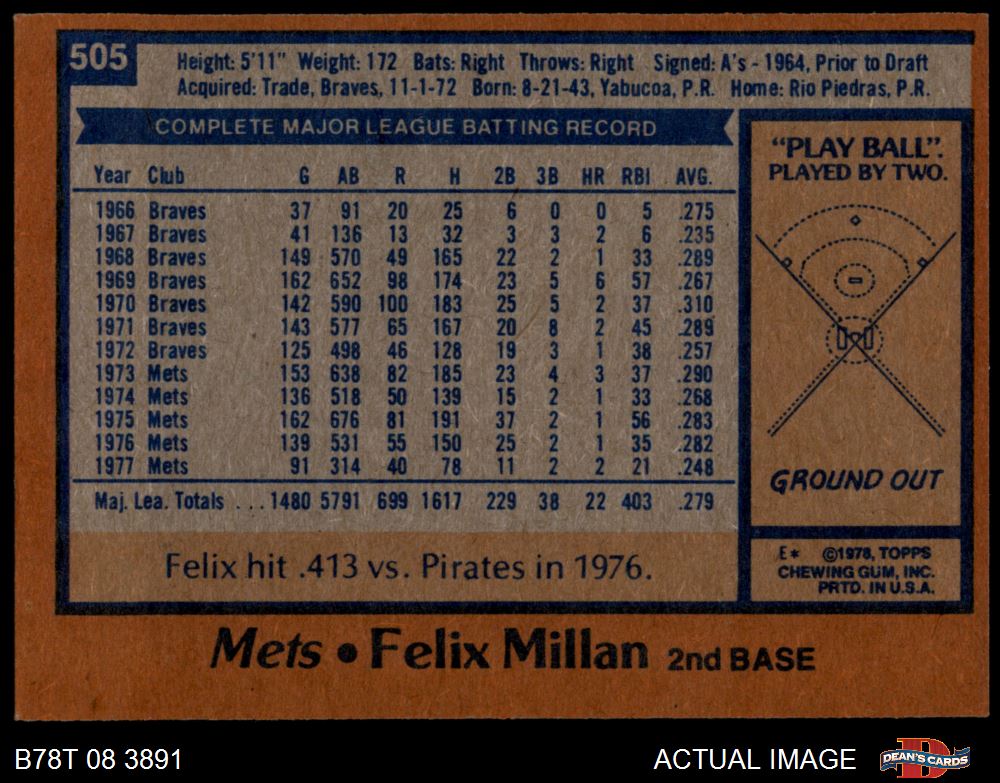 505
Height: 5'11" Weight: 172 Bats: Right Throws: Right Signed: A's - 1964, Prior to Draft
Acquired: Trade, Braves, 11-1-72 Born: 8-21-43, Yabucoa, P.R. Home: Rio Piedras, P.R.
COMPLETE MAJOR LEAGUE BATTING RECORD
Year Club G AB R H 2B 3B HR RBI AVG.
1966 Braves 37 91 20 25 6 0 0 5 .275
1967 Braves 41 136 13 32 3 3 2 6 .235
1968 Braves 149 570 49 165 22 2 1 33 .289
1969 Braves 162 652 98 174 23 5 6 57 .267
1970 Braves 142 590 100 183 25 5 2 37 .310
1971 Braves 143 577 65 167 20 8 2 45 .289
1972 Braves 125 498 46 128 19 3 1 38 .257
1973 Mets 153 638 82 185 23 4 3 37 .290
1974 Mets 136 518 50 139 15 2 1 33 .268
1975 Mets 162 676 81 191 37 2 1 56 .283
1976 Mets 139 531 55 150 25 2 1 35 .282
1977 Mets 91 314 40 78 11 2 2 21 .248
Maj. Lea. Totals ... 1480 5791 699 1617 229 38 22 403 .279
Felix hit .413 vs. Pirates in 1976.
"PLAY BALL".
PLAYED BY TWO.
GROUND OUT
E* ©1978, TOPPS
CHEWING GUM, INC.
PRTD. IN U.S.A.
Mets • Felix Millan 2nd BASE
B78T 08 3891
ACTUAL IMAGE
D
DEAN'S CARDS